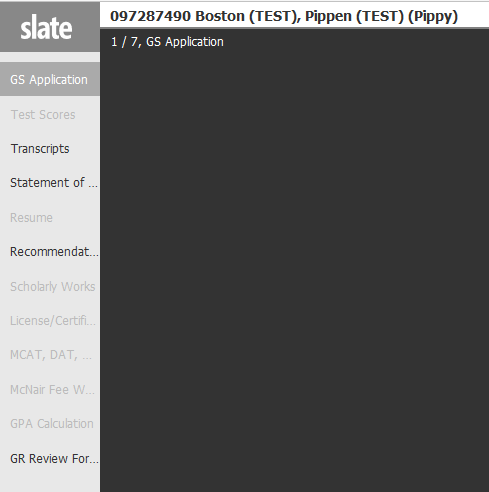 slate
097287490 Boston (TEST), Pippen (TEST) (Pippy)
1 / 7, GS Application
GS Application
Test Scores
Transcripts
Statement of ...
Resume
Recommendat...
Scholarly Works
License/Certifi...
MCAT, DAT, ...
McNair Fee W...
GPA Calculation
GR Review For...